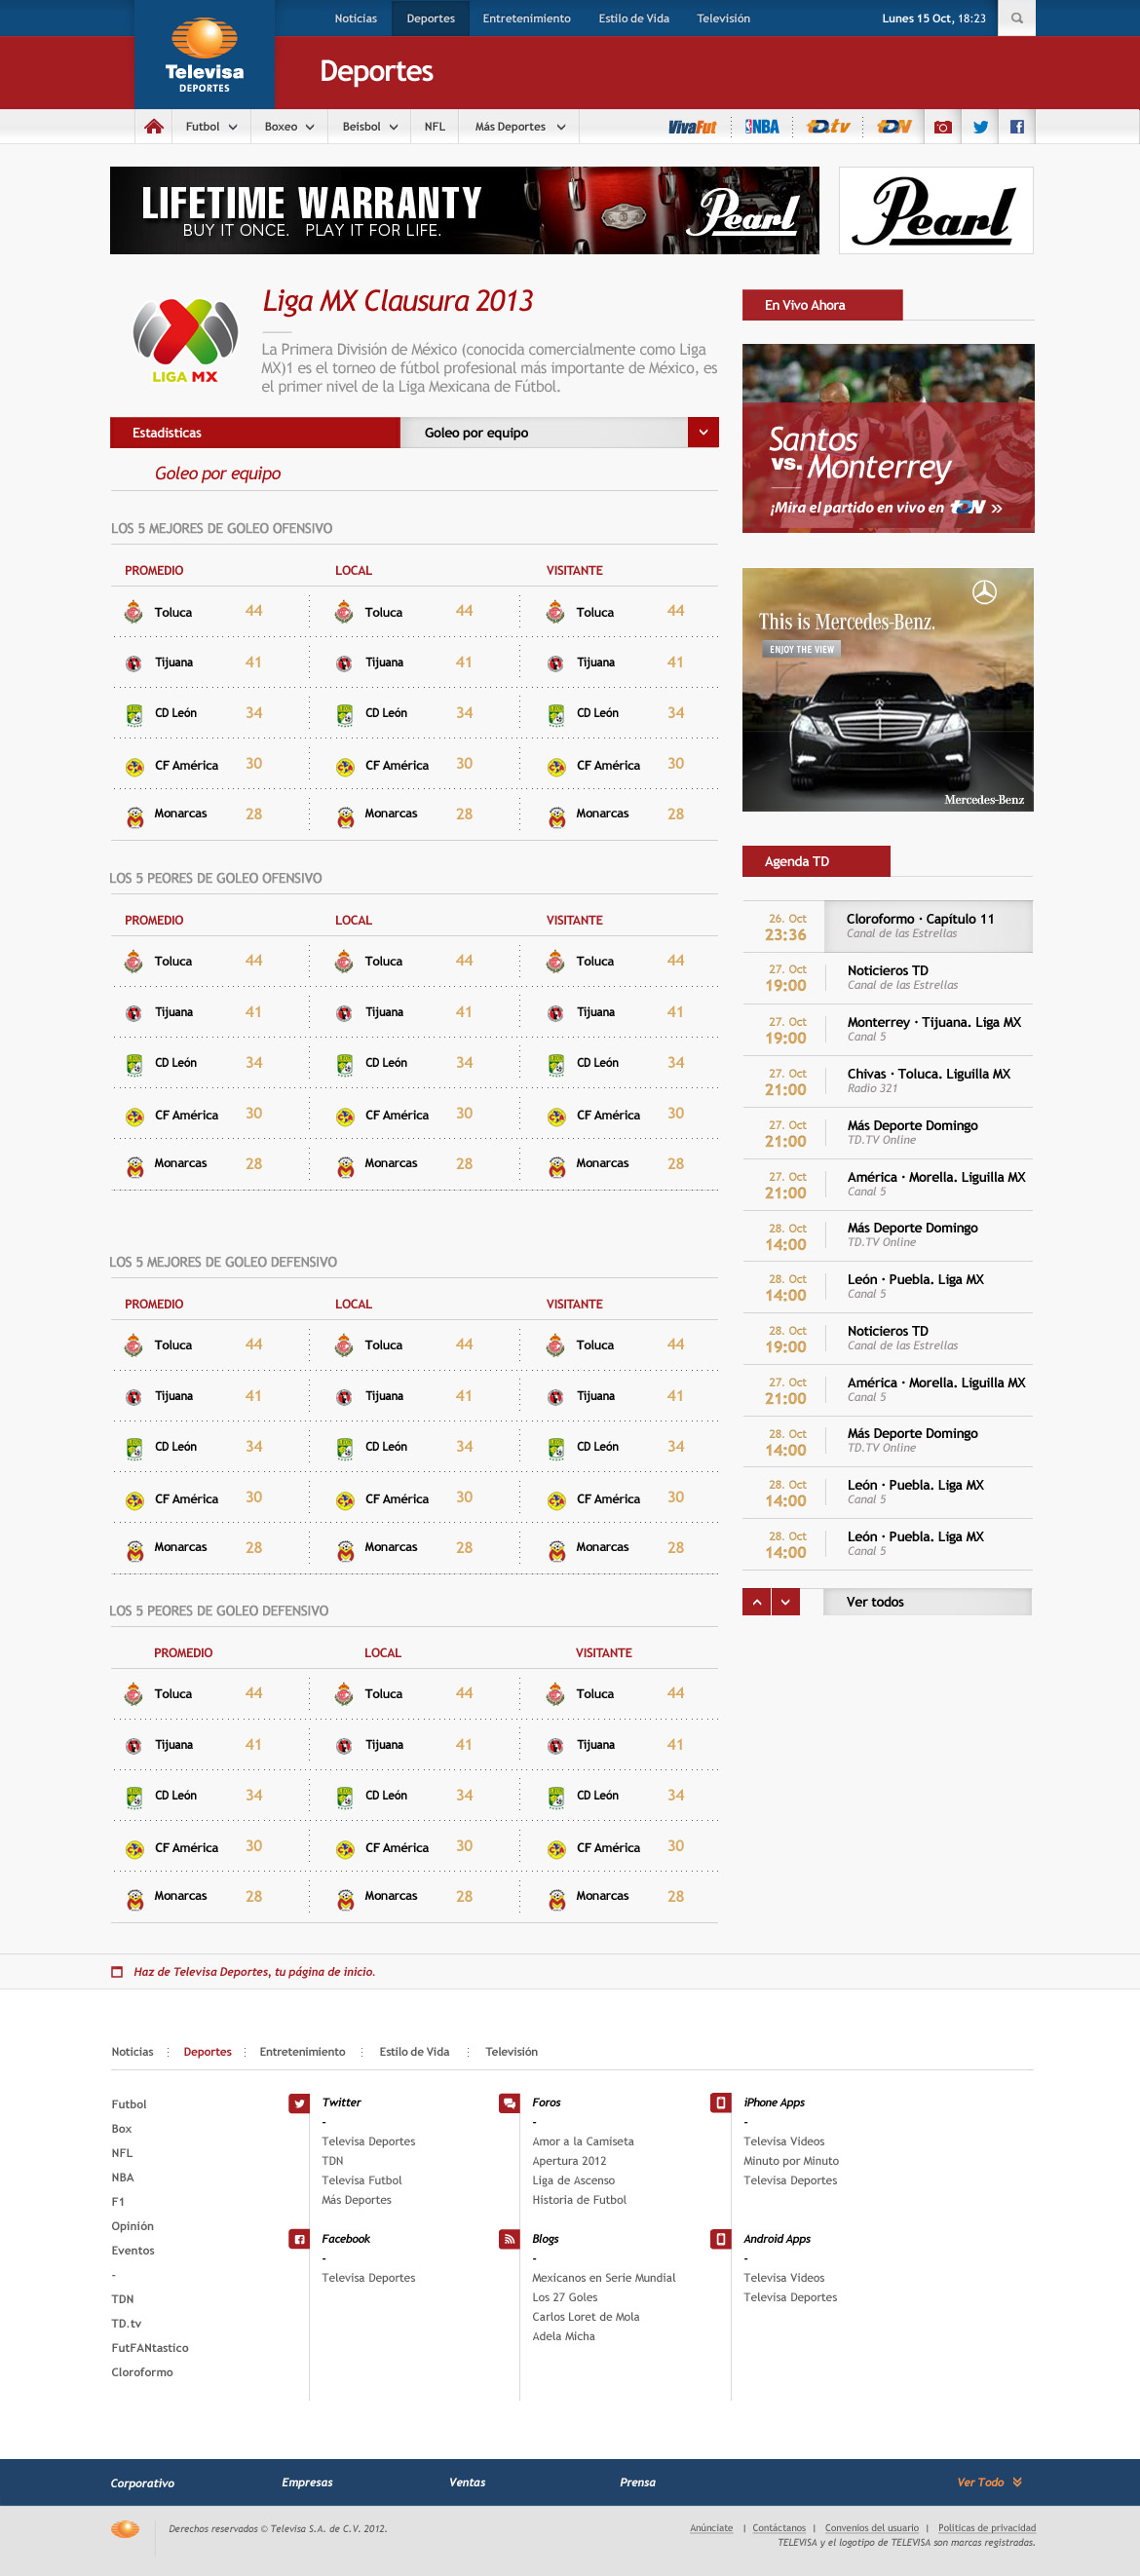 Noticias Deportes Entretenimiento Estilo de Vida Televisión Lunes 15 Oct, 18:23
Televisa
DEPORTES
Deportes
Futbol Boxeo Beisbol NFL Más Deportes VivaFut NBA TD.tv TDN
LIFETIME WARRANTY
BUY IT ONCE. PLAY IT FOR LIFE.
Pearl
Pearl
LIGA MX
Liga MX Clausura 2013
La Primera División de México (conocida comercialmente como Liga
MX)1 es el torneo de fútbol profesional más importante de México, es
el primer nivel de la Liga Mexicana de Fútbol.
Estadisticas Goleo por equipo
Goleo por equipo
LOS 5 MEJORES DE GOLEO OFENSIVO
PROMEDIO LOCAL VISITANTE
Toluca 44 Toluca 44 Toluca 44
Tijuana 41 Tijuana 41 Tijuana 41
CD León 34 CD León 34 CD León 34
CF América 30 CF América 30 CF América 30
Monarcas 28 Monarcas 28 Monarcas 28
LOS 5 PEORES DE GOLEO OFENSIVO
PROMEDIO LOCAL VISITANTE
Toluca 44 Toluca 44 Toluca 44
Tijuana 41 Tijuana 41 Tijuana 41
CD León 34 CD León 34 CD León 34
CF América 30 CF América 30 CF América 30
Monarcas 28 Monarcas 28 Monarcas 28
LOS 5 MEJORES DE GOLEO DEFENSIVO
PROMEDIO LOCAL VISITANTE
Toluca 44 Toluca 44 Toluca 44
Tijuana 41 Tijuana 41 Tijuana 41
CD León 34 CD León 34 CD León 34
CF América 30 CF América 30 CF América 30
Monarcas 28 Monarcas 28 Monarcas 28
LOS 5 PEORES DE GOLEO DEFENSIVO
PROMEDIO LOCAL VISITANTE
Toluca 44 Toluca 44 Toluca 44
Tijuana 41 Tijuana 41 Tijuana 41
CD León 34 CD León 34 CD León 34
CF América 30 CF América 30 CF América 30
Monarcas 28 Monarcas 28 Monarcas 28
En Vivo Ahora
Santos
vs. Monterrey
¡Mira el partido en vivo en TDN »
This is Mercedes-Benz.
ENJOY THE VIEW
Mercedes-Benz
Agenda TD
26. Oct Cloroformo · Capítulo 11
23:36 Canal de las Estrellas
27. Oct Noticieros TD
19:00 Canal de las Estrellas
27. Oct Monterrey · Tijuana. Liga MX
19:00 Canal 5
27. Oct Chivas · Toluca. Liguilla MX
21:00 Radio 321
27. Oct Más Deporte Domingo
21:00 TD.TV Online
27. Oct América · Morella. Liguilla MX
21:00 Canal 5
28. Oct Más Deporte Domingo
14:00 TD.TV Online
28. Oct León · Puebla. Liga MX
14:00 Canal 5
28. Oct Noticieros TD
19:00 Canal de las Estrellas
27. Oct América · Morella. Liguilla MX
21:00 Canal 5
28. Oct Más Deporte Domingo
14:00 TD.TV Online
28. Oct León · Puebla. Liga MX
14:00 Canal 5
28. Oct León · Puebla. Liga MX
14:00 Canal 5
Ver todos
Haz de Televisa Deportes, tu página de inicio.
Noticias Deportes Entretenimiento Estilo de Vida Televisión
Futbol
Box
NFL
NBA
F1
Opinión
Eventos
-
TDN
TD.tv
FutFANtastico
Cloroformo
Twitter
-
Televisa Deportes
TDN
Televisa Futbol
Más Deportes
Facebook
-
Televisa Deportes
Foros
-
Amor a la Camiseta
Apertura 2012
Liga de Ascenso
Historia de Futbol
Blogs
-
Mexicanos en Serie Mundial
Los 27 Goles
Carlos Loret de Mola
Adela Micha
iPhone Apps
-
Televisa Videos
Minuto por Minuto
Televisa Deportes
Android Apps
-
Televisa Videos
Televisa Deportes
Corporativo Empresas Ventas Prensa Ver Todo
Derechos reservados © Televisa S.A. de C.V. 2012.
Anúnciate | Contáctanos | Convenios del usuario | Politicas de privacidad
TELEVISA y el logotipo de TELEVISA son marcas registradas.